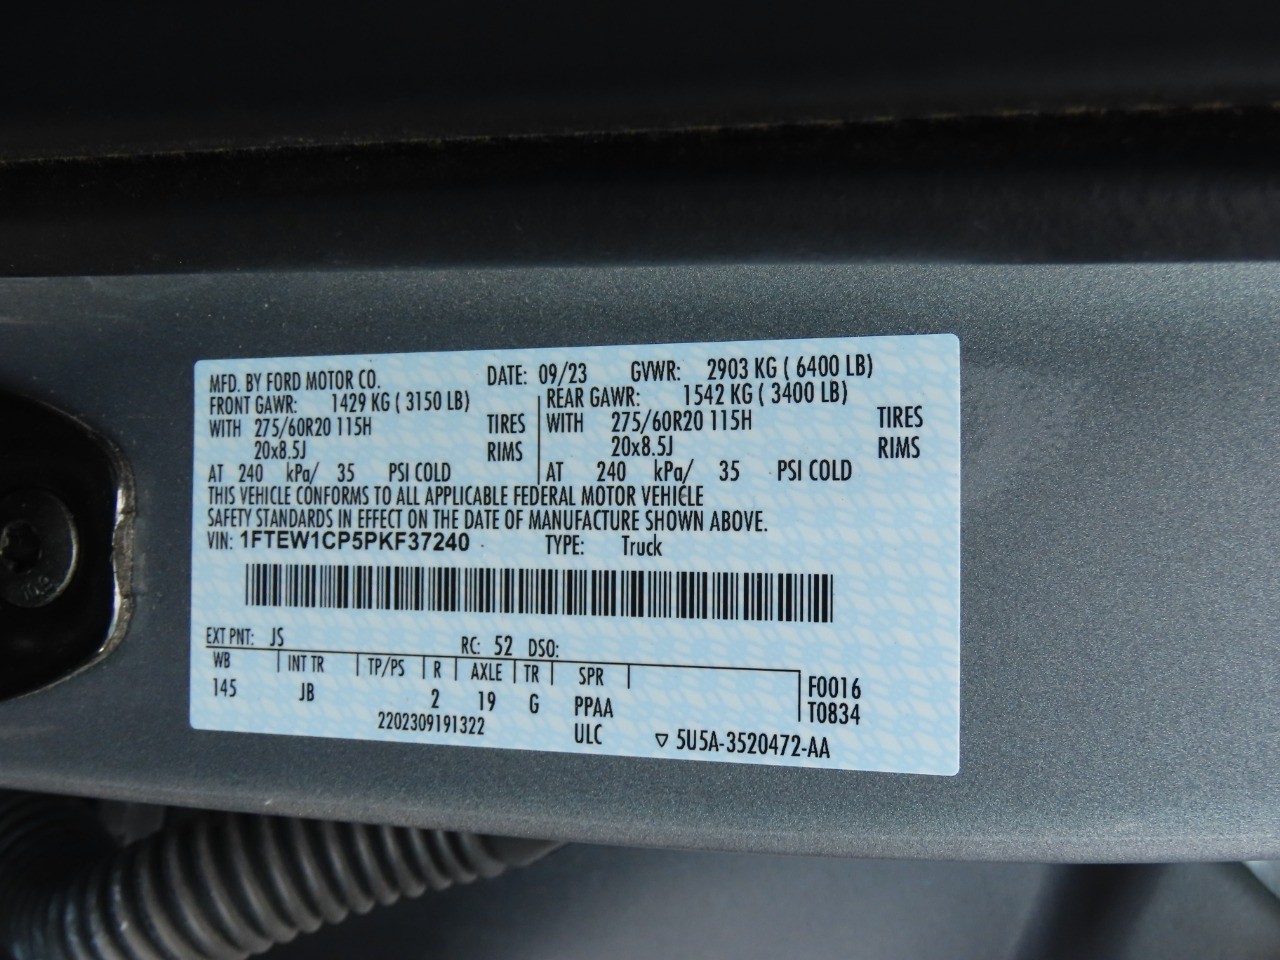 MFD. BY FORD MOTOR CO. DATE: 09/23 GVWR: 2903 KG ( 6400 LB)
FRONT GAWR: 1429 KG ( 3150 LB) REAR GAWR: 1542 KG ( 3400 LB)
WITH 275/60R20 115H TIRES WITH 275/60R20 115H TIRES
20x8.5J RIMS 20x8.5J RIMS
AT 240 kPa/ 35 PSI COLD AT 240 kPa/ 35 PSI COLD
THIS VEHICLE CONFORMS TO ALL APPLICABLE FEDERAL MOTOR VEHICLE
SAFETY STANDARDS IN EFFECT ON THE DATE OF MANUFACTURE SHOWN ABOVE.
VIN: 1FTEW1CP5PKF37240 TYPE: Truck
EXT PNT: JS RC: 52 DSO:
WB INT TR TP/PS R AXLE TR SPR
145 JB 2 19 G PPAA F0016
T0834
2202309191322 ULC ▽ 5U5A-3520472-AA